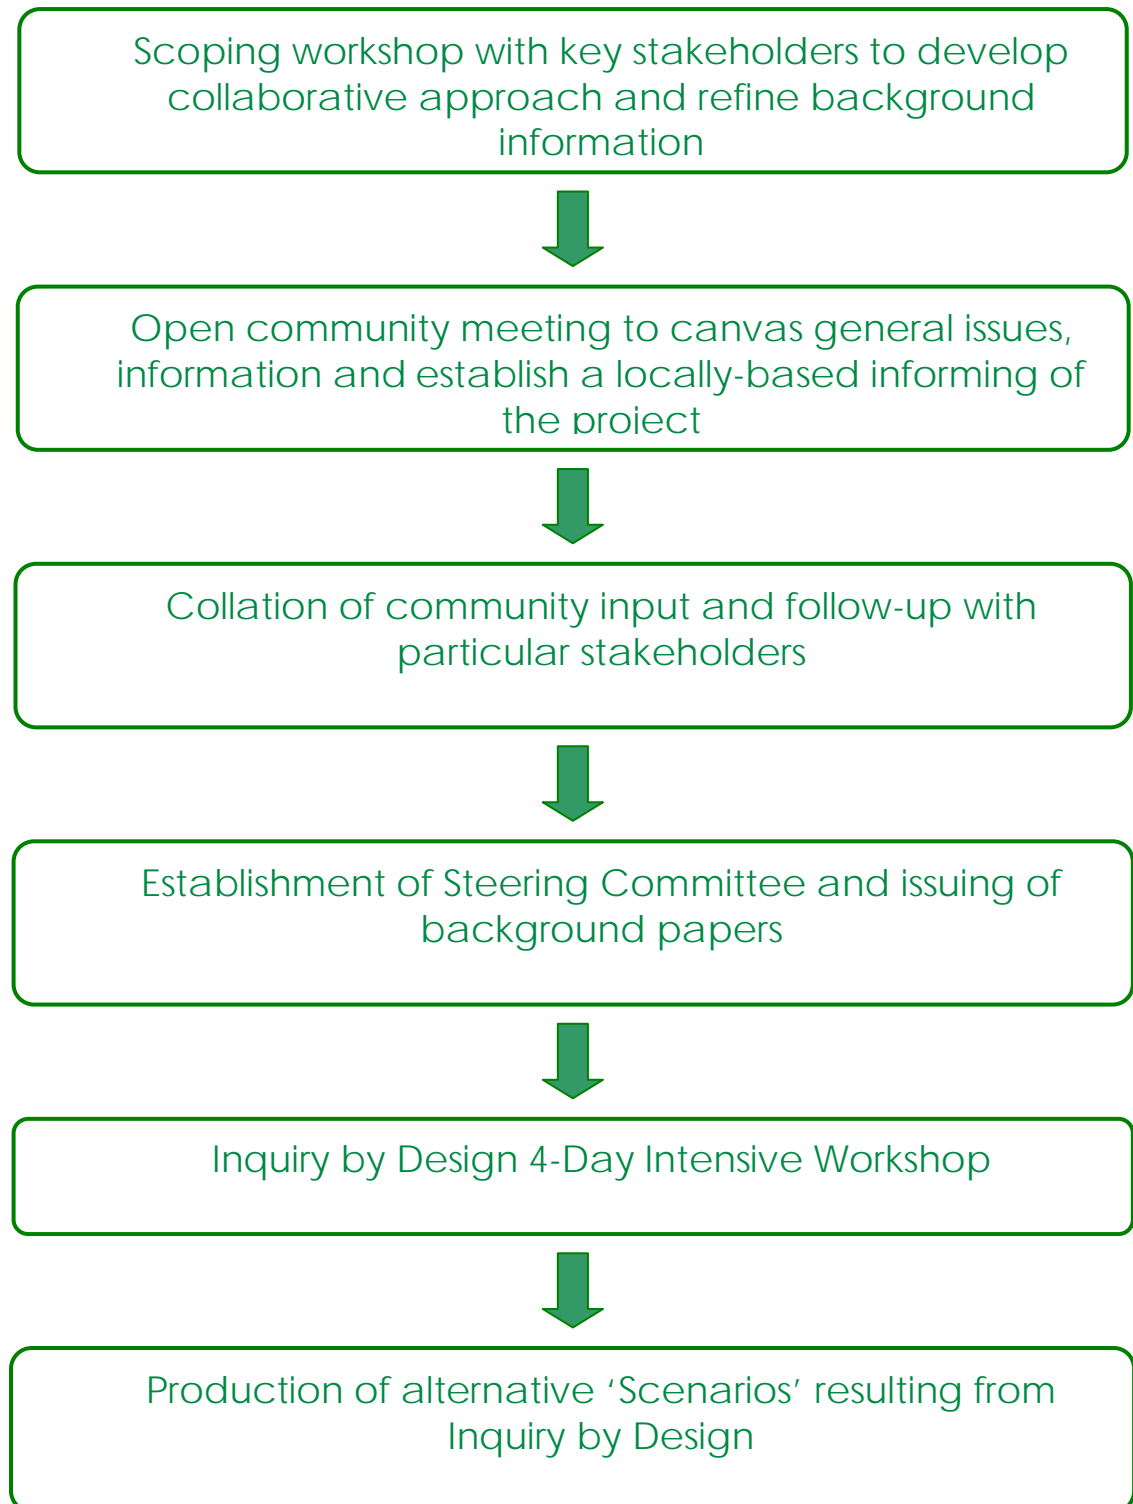 Scoping workshop with key stakeholders to develop
collaborative approach and refine background
information
Open community meeting to canvas general issues,
information and establish a locally-based informing of
the project
Collation of community input and follow-up with
particular stakeholders
Establishment of Steering Committee and issuing of
background papers
Inquiry by Design 4-Day Intensive Workshop
Production of alternative ‘Scenarios’ resulting from
Inquiry by Design